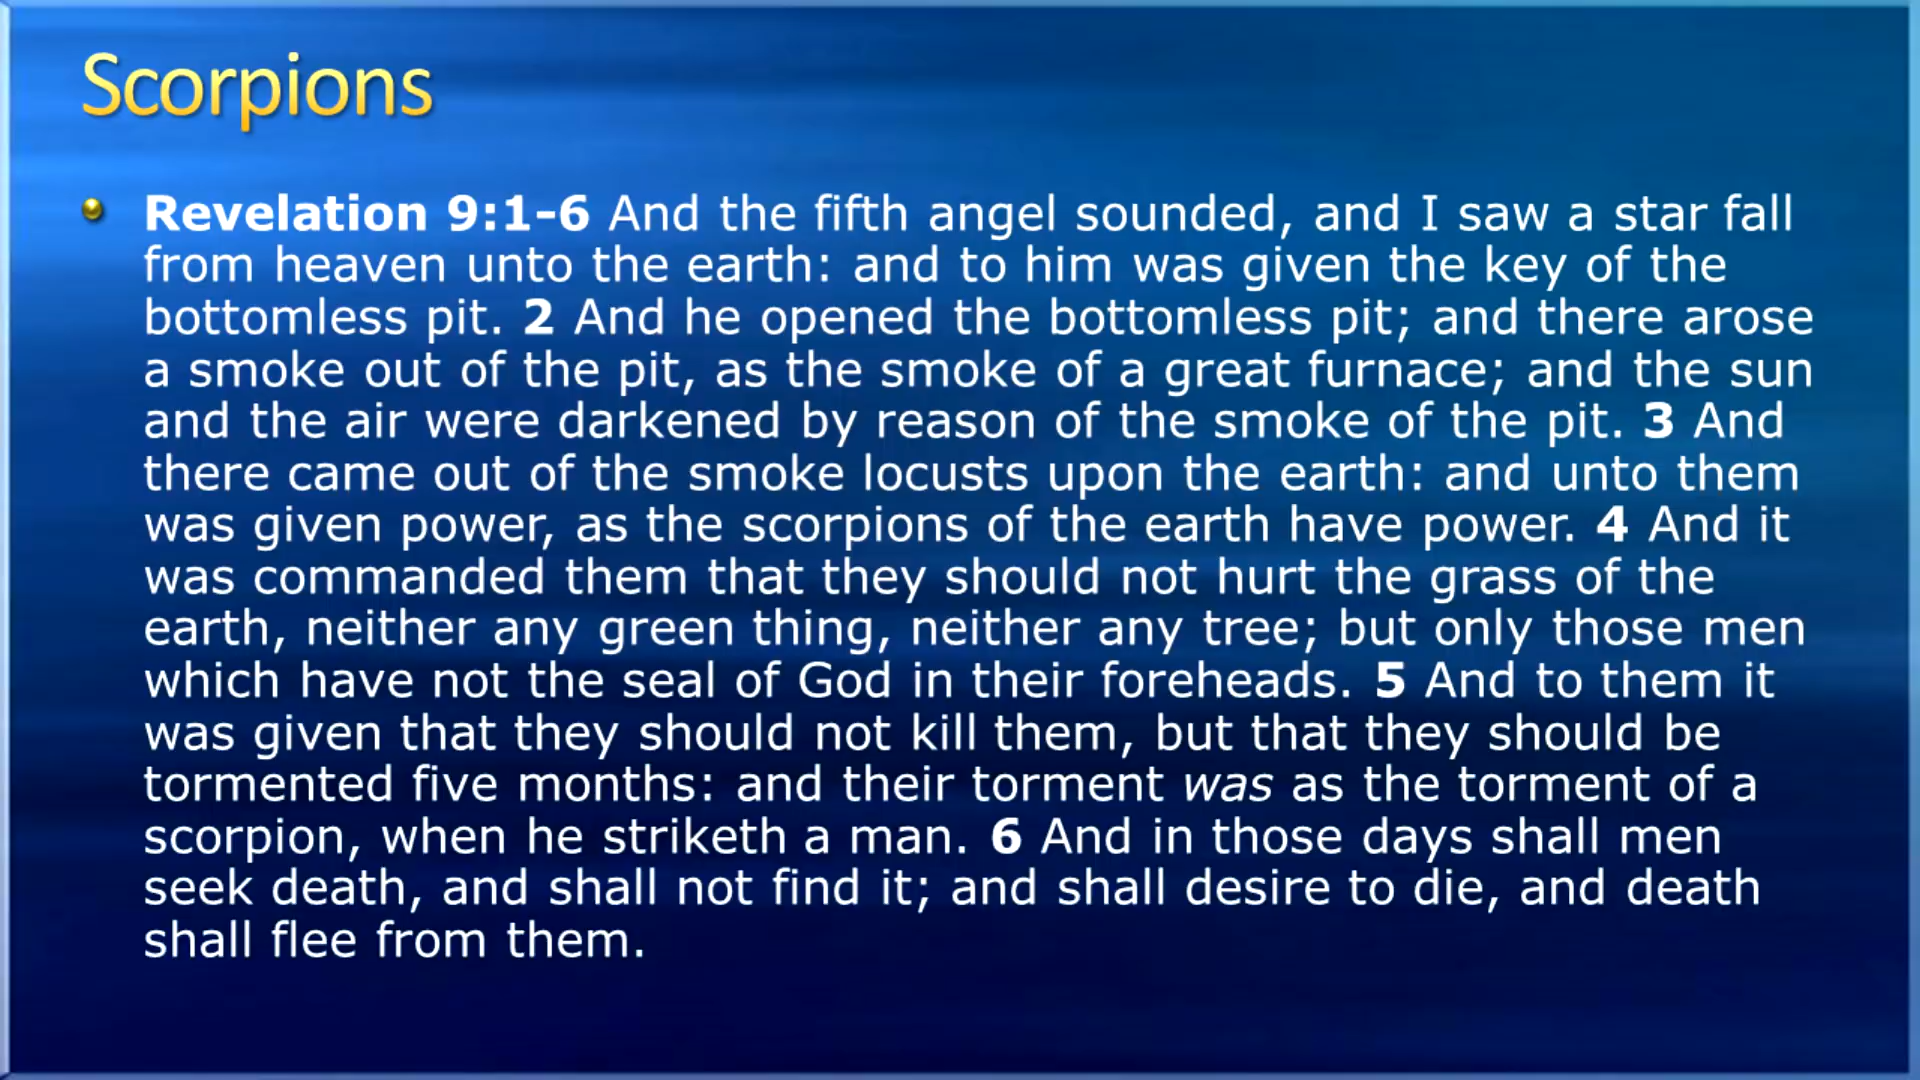 Scorpions
Revelation 9:1-6 And the fifth angel sounded, and I saw a star fall
from heaven unto the earth: and to him was given the key of the
bottomless pit. 2 And he opened the bottomless pit; and there arose
a smoke out of the pit, as the smoke of a great furnace; and the sun
and the air were darkened by reason of the smoke of the pit. 3 And
there came out of the smoke locusts upon the earth: and unto them
was given power, as the scorpions of the earth have power. 4 And it
was commanded them that they should not hurt the grass of the
earth, neither any green thing, neither any tree; but only those men
which have not the seal of God in their foreheads. 5 And to them it
was given that they should not kill them, but that they should be
tormented five months: and their torment was as the torment of a
scorpion, when he striketh a man. 6 And in those days shall men
seek death, and shall not find it; and shall desire to die, and death
shall flee from them.